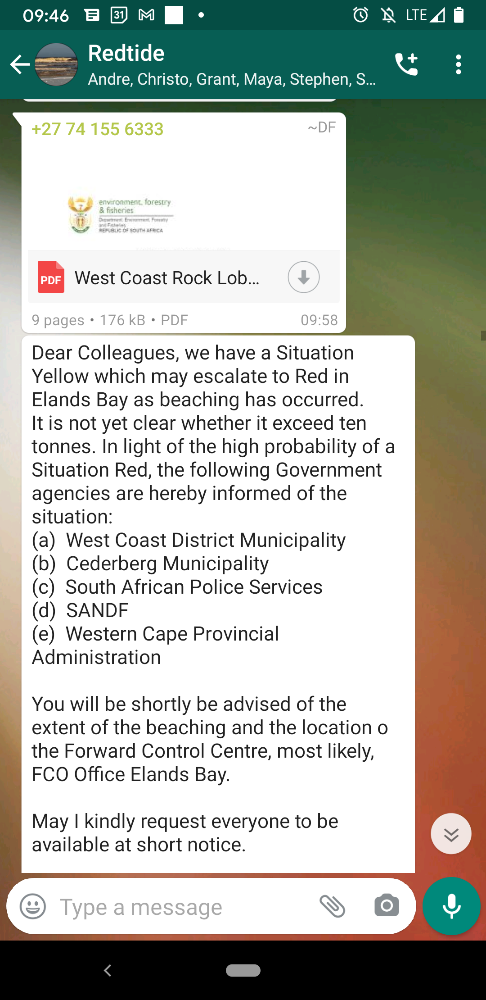 09:46
31
LTE
Redtide
Andre, Christo, Grant, Maya, Stephen, S...
+27 74 155 6333
~DF
environment, forestry
& fisheries
Department: Environment, Forestry
and Fisheries
REPUBLIC OF SOUTH AFRICA
PDF
West Coast Rock Lob...
9 pages • 176 kB • PDF
09:58
Dear Colleagues, we have a Situation
Yellow which may escalate to Red in
Elands Bay as beaching has occurred.
It is not yet clear whether it exceed ten
tonnes. In light of the high probability of a
Situation Red, the following Government
agencies are hereby informed of the
situation:
(a) West Coast District Municipality
(b) Cederberg Municipality
(c) South African Police Services
(d) SANDF
(e) Western Cape Provincial
Administration
You will be shortly be advised of the
extent of the beaching and the location o
the Forward Control Centre, most likely,
FCO Office Elands Bay.
May I kindly request everyone to be
available at short notice.
Type a message